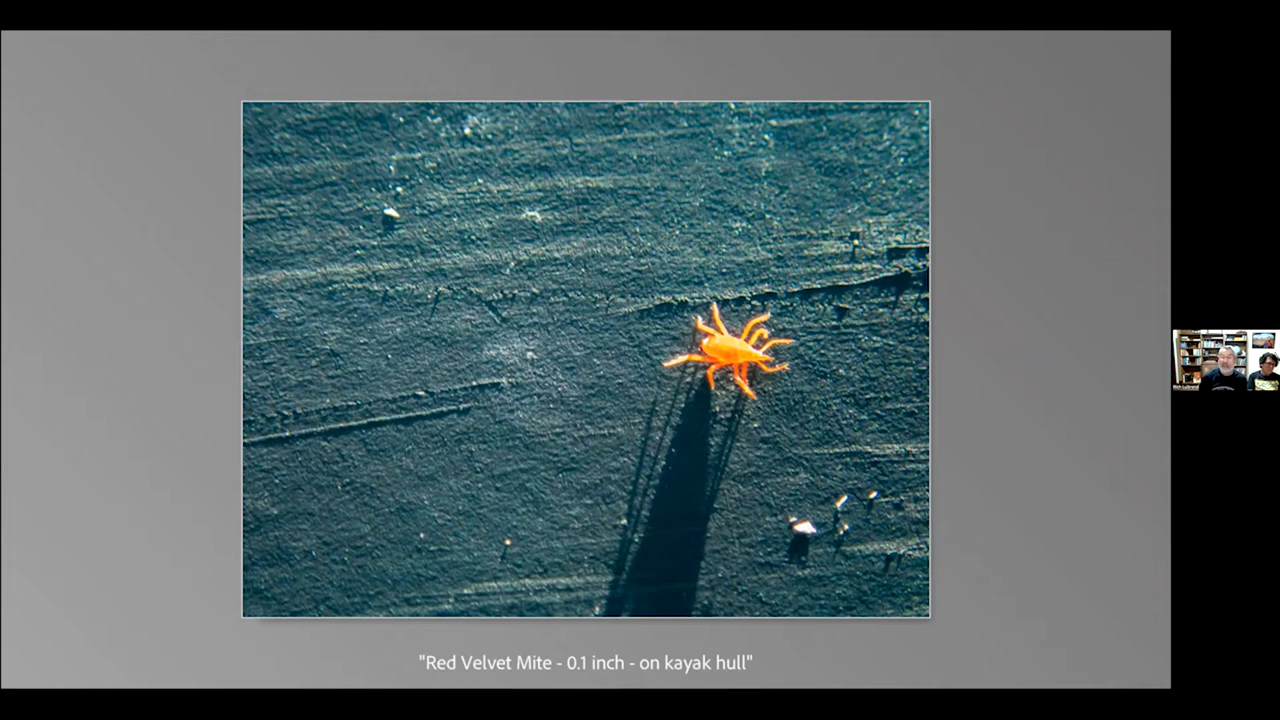 "Red Velvet Mite - 0.1 inch - on kayak hull"